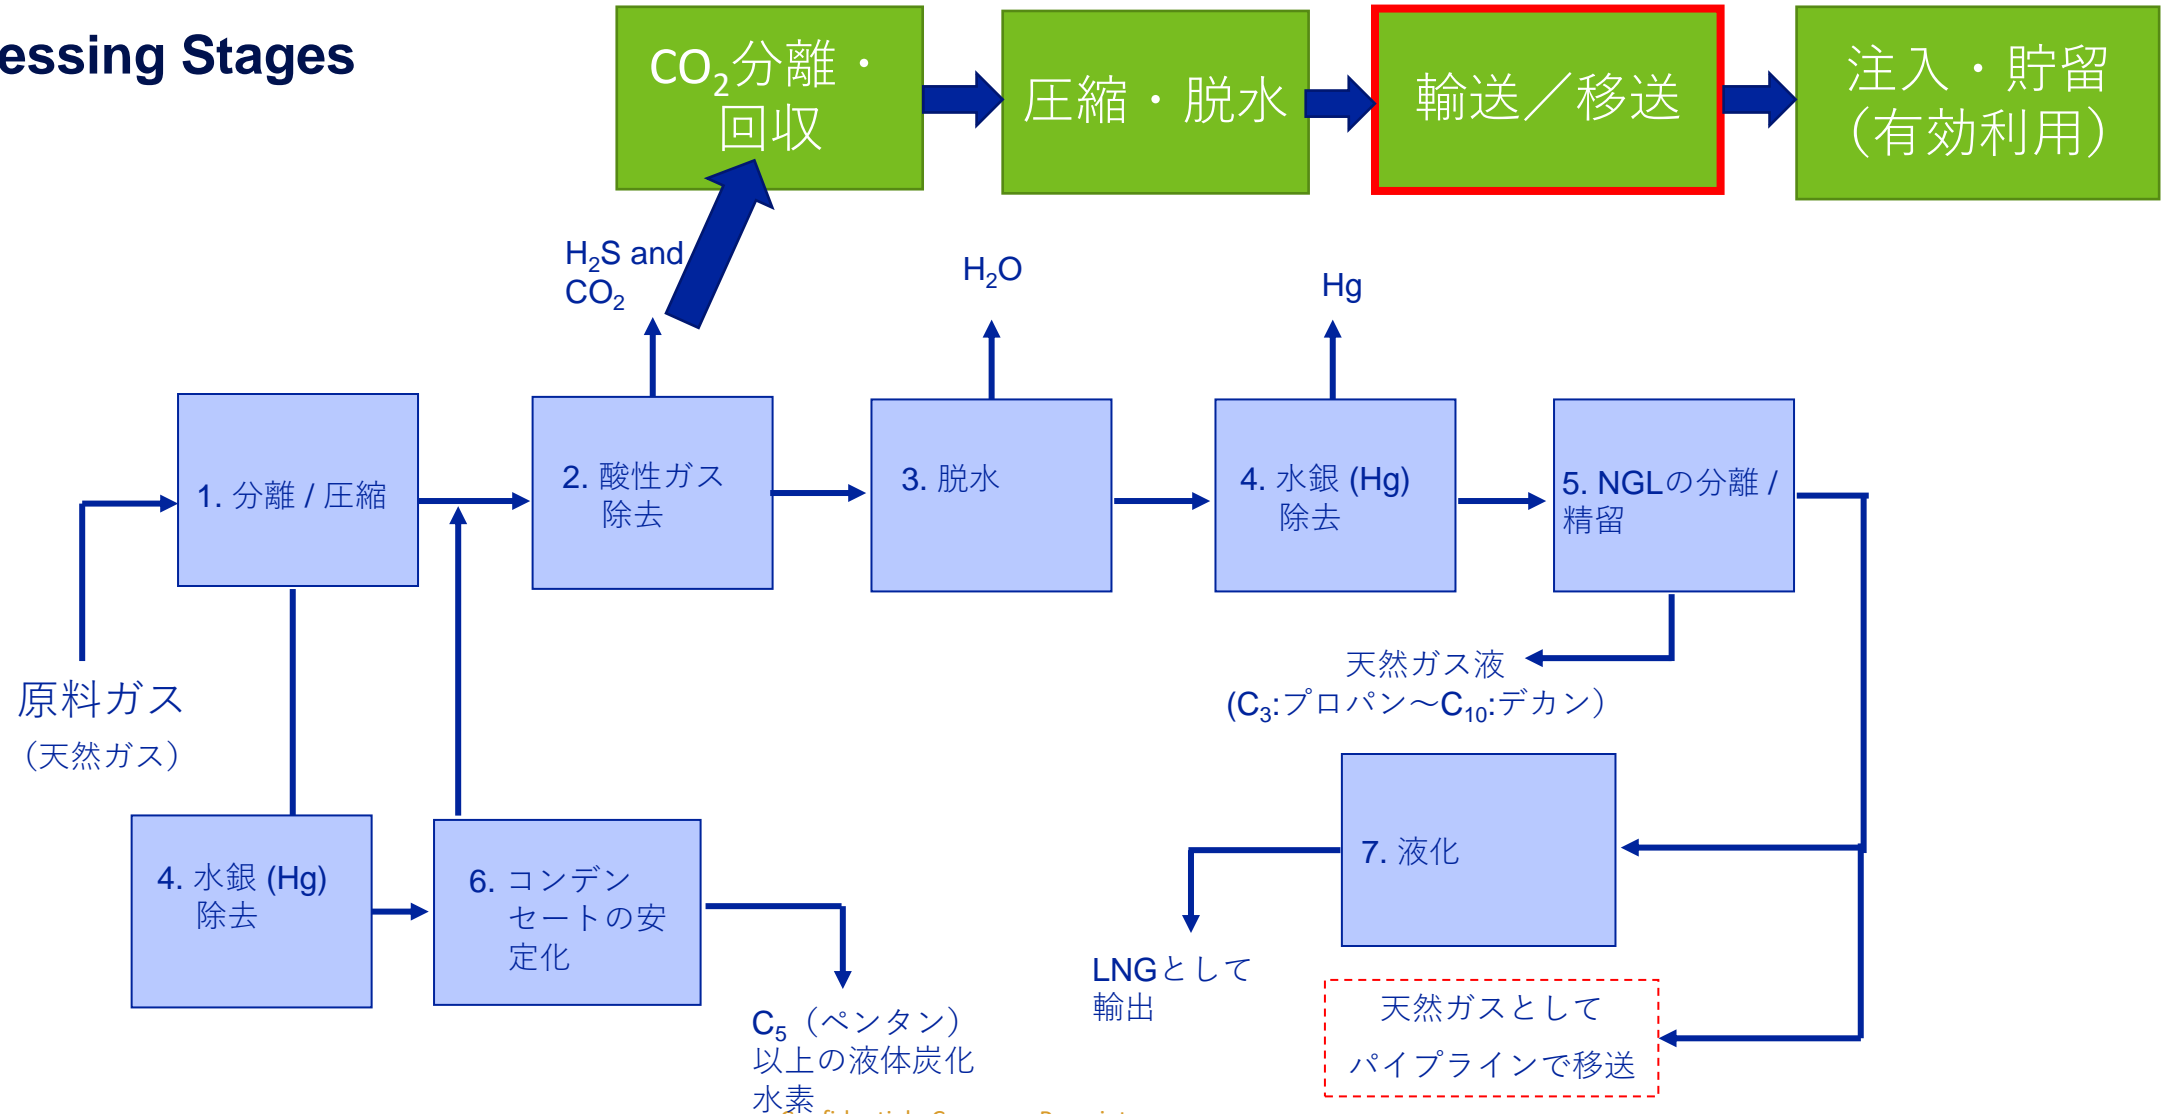 essing Stages
CO₂分離・
回収
圧縮・脱水
輸送／移送
注入・貯留
（有効利用）
H₂S and
CO₂
H₂O
Hg
1. 分離 / 圧縮
2. 酸性ガス
除去
3. 脱水
4. 水銀 (Hg)
除去
5. NGLの分離 /
精留
原料ガス
（天然ガス）
天然ガス液
(C₃:プロパン～C₁₀:デカン）
4. 水銀 (Hg)
除去
6. コンデン
セートの安
定化
7. 液化
C₅（ペンタン）
以上の液体炭化
水素
LNGとして
輸出
天然ガスとして
パイプラインで移送